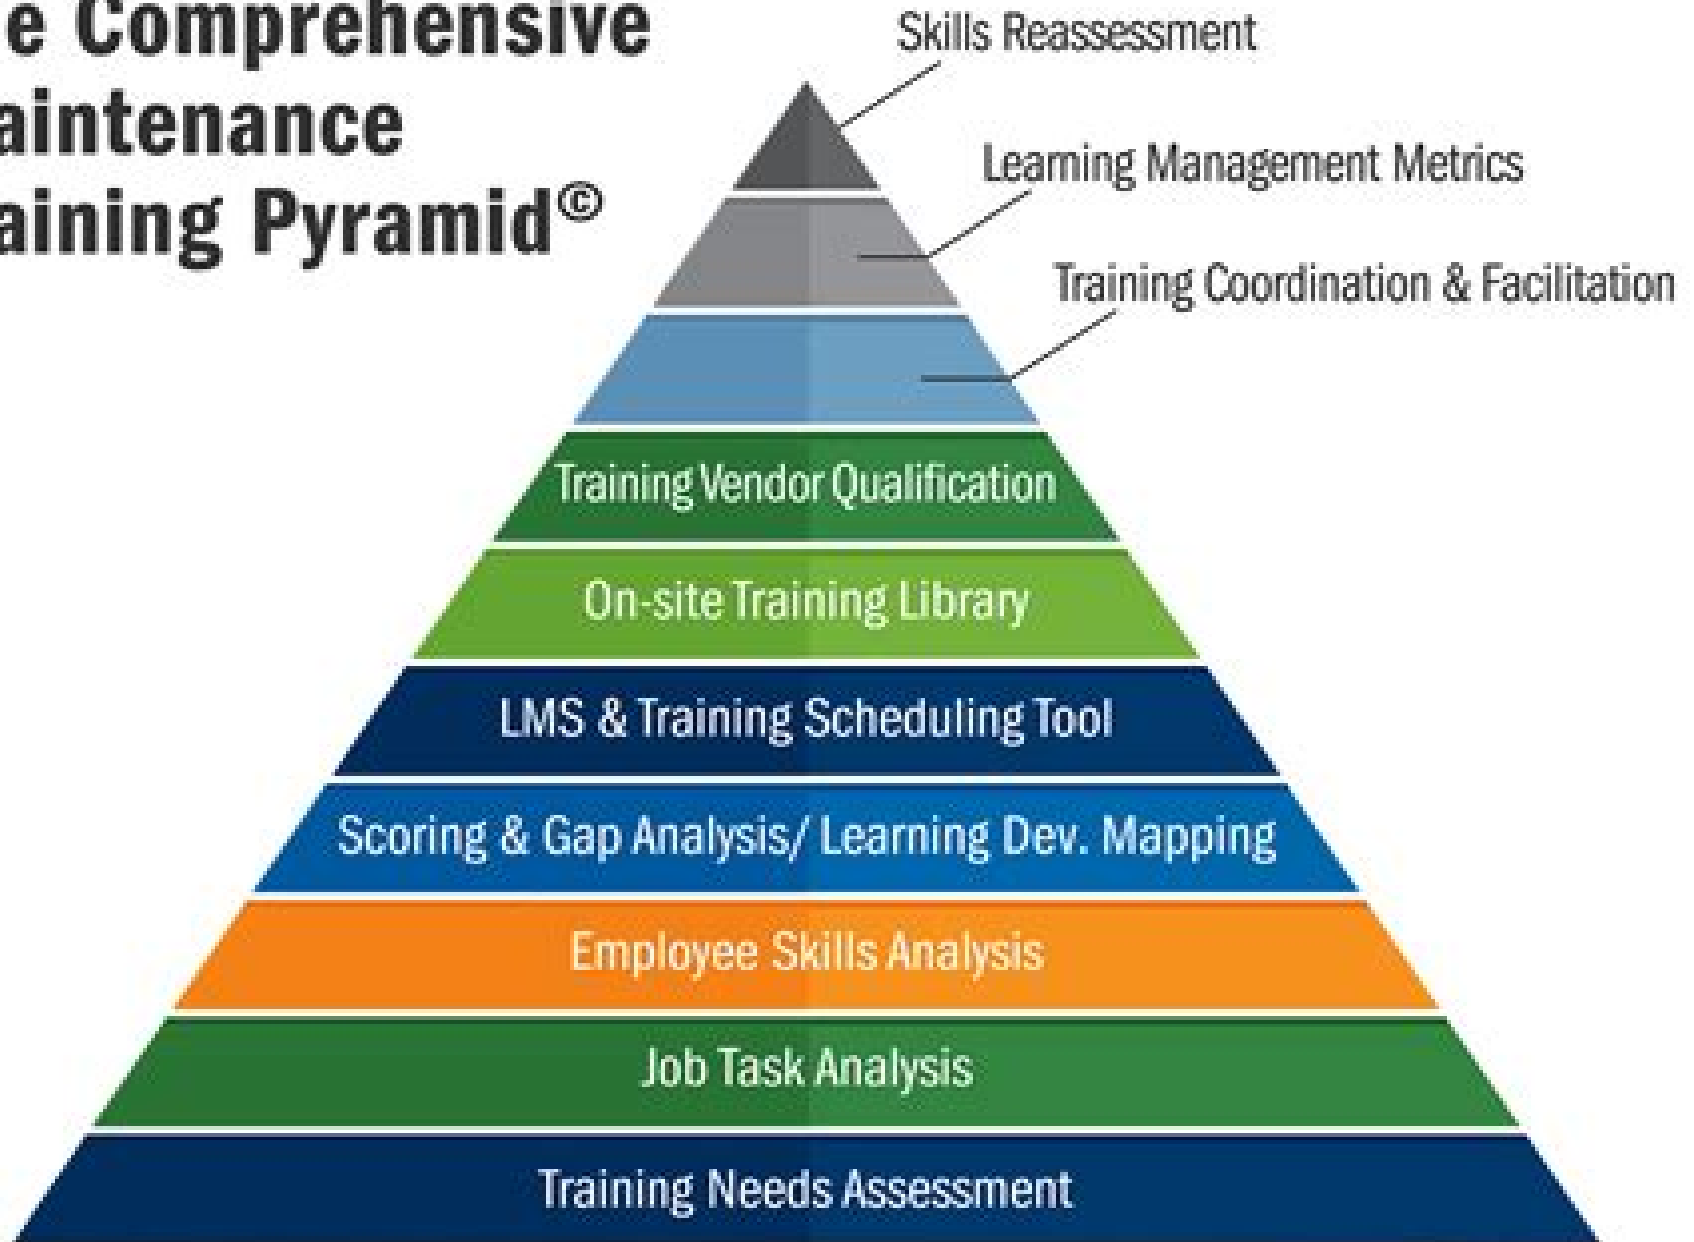 e Comprehensive
aintenance
aining Pyramid©
Skills Reassessment
Learning Management Metrics
Training Coordination & Facilitation
Training Vendor Qualification
On-site Training Library
LMS & Training Scheduling Tool
Scoring & Gap Analysis/ Learning Dev. Mapping
Employee Skills Analysis
Job Task Analysis
Training Needs Assessment